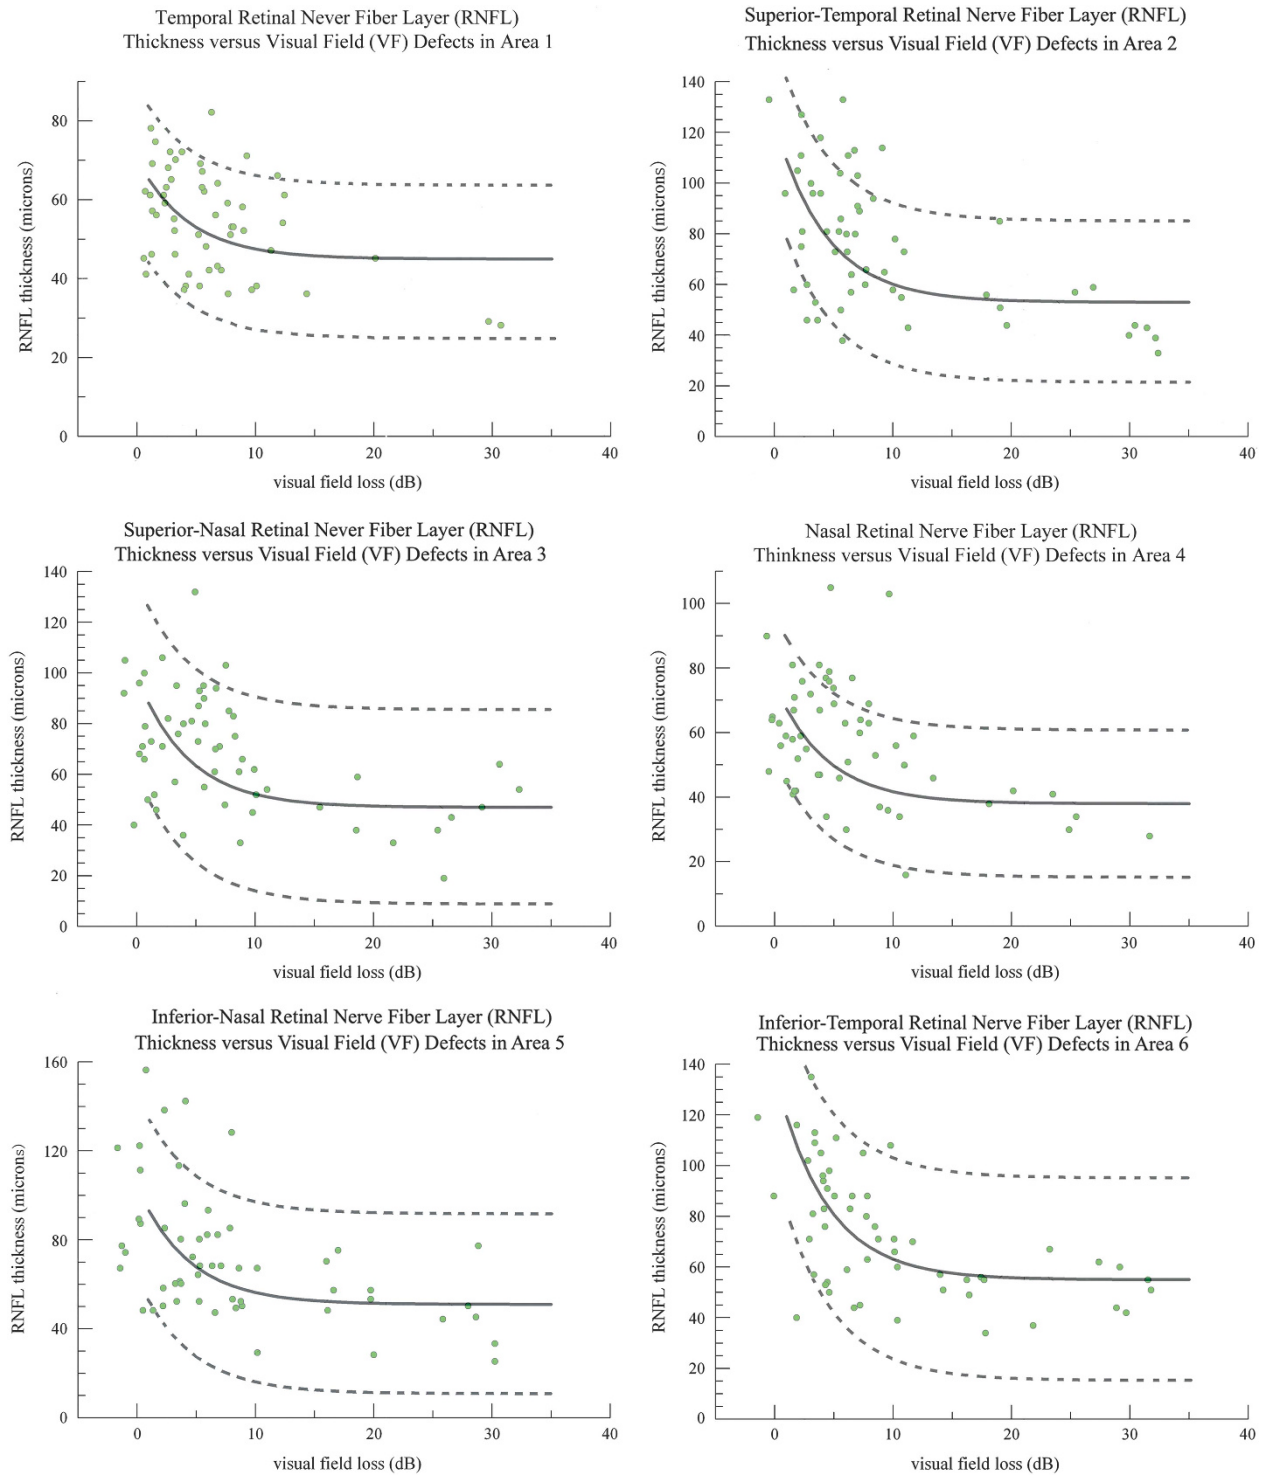 Temporal Retinal Never Fiber Layer (RNFL)
Thickness versus Visual Field (VF) Defects in Area 1
RNFL thickness (microns)
80
60
40
20
0
0 10 20 30 40
visual field loss (dB)
Superior-Temporal Retinal Nerve Fiber Layer (RNFL)
Thickness versus Visual Field (VF) Defects in Area 2
RNFL thickness (microns)
140
120
100
80
60
40
20
0
0 10 20 30 40
visual field loss (dB)
Superior-Nasal Retinal Never Fiber Layer (RNFL)
Thickness versus Visual Field (VF) Defects in Area 3
RNFL thickness (microns)
140
120
100
80
60
40
20
0
0 10 20 30 40
visual field loss (dB)
Nasal Retinal Nerve Fiber Layer (RNFL)
Thinkness versus Visual Field (VF) Defects in Area 4
RNFL thickness (microns)
100
80
60
40
20
0
0 10 20 30 40
visual field loss (dB)
Inferior-Nasal Retinal Nerve Fiber Layer (RNFL)
Thickness versus Visual Field (VF) Defects in Area 5
RNFL thickness (microns)
160
120
80
40
0
0 10 20 30 40
visual field loss (dB)
Inferior-Temporal Retinal Nerve Fiber Layer (RNFL)
Thickness versus Visual Field (VF) Defects in Area 6
RNFL thickness (microns)
140
120
100
80
60
40
20
0
0 10 20 30 40
visual field loss (dB)